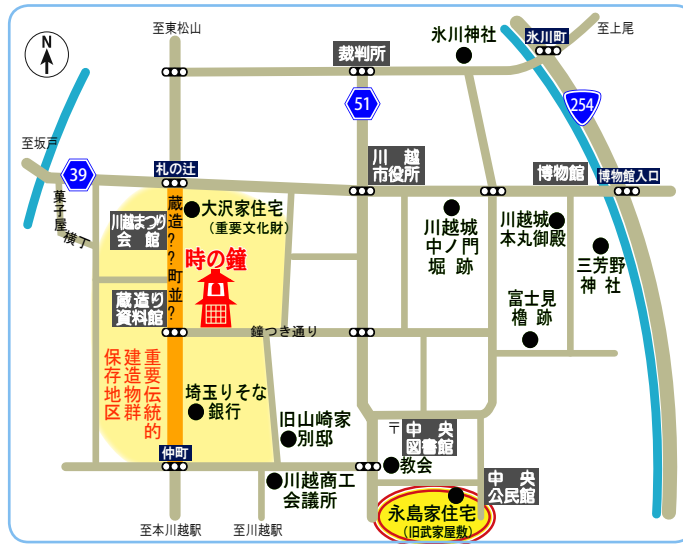 至東松山
至上尾
氷川神社
氷川町
裁判所
N
51
254
至坂戸
39
札の辻
川越
市役所
博物館
博物館入口
菓子屋横丁
川越まつり
会館
蔵造??町並?
大沢家住宅
(重要文化財)
川越城
中ノ門
堀跡
川越城
本丸御殿
三芳野
神社
時の鐘
蔵造り
資料館
富士見
櫓跡
鐘つき通り
重要伝統的
建造物群
保存地区
埼玉りそな
銀行
旧山崎家
別邸
〒
中央
図書館
仲町
教会
川越商工
会議所
中央
公民館
永島家住宅
(旧武家屋敷)
至本川越駅
至川越駅